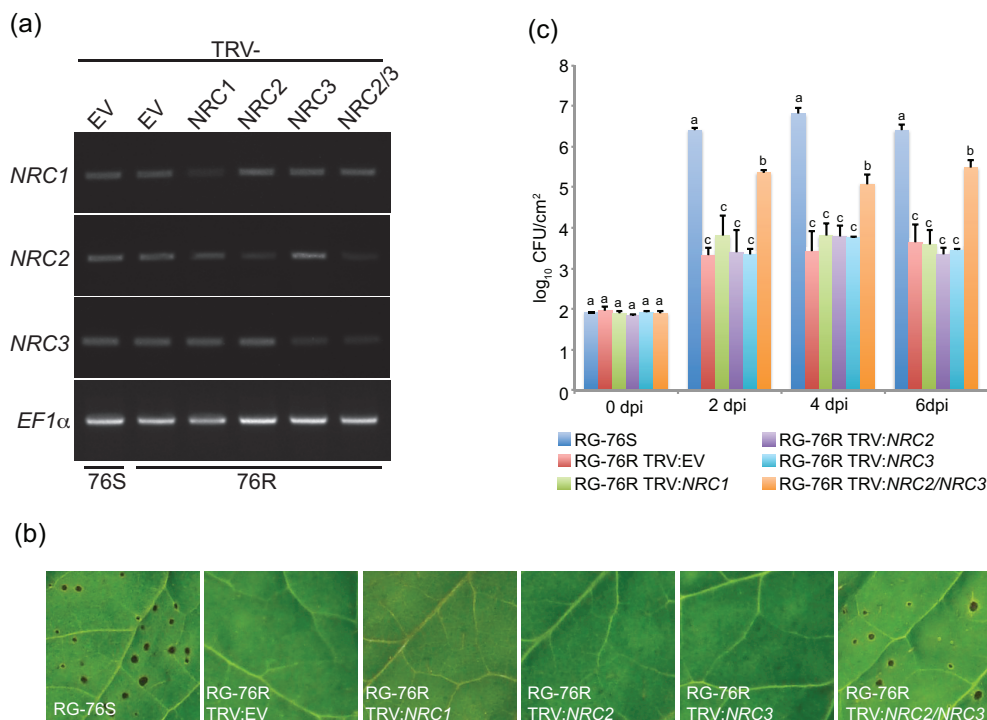 (a)
TRV-
EV EV NRC1 NRC2 NRC3 NRC2/3
NRC1
NRC2
NRC3
EF1α
76S 76R
(c)
log10 CFU/cm2
8
7
6
5
4
3
2
1
0
a a a a a a
a c c c c b
a c c c c b
a c c c c b
0 dpi 2 dpi 4 dpi 6dpi
RG-76S RG-76R TRV:NRC2
RG-76R TRV:EV RG-76R TRV:NRC3
RG-76R TRV:NRC1 RG-76R TRV:NRC2/NRC3
(b)
RG-76S
RG-76R
TRV:EV
RG-76R
TRV:NRC1
RG-76R
TRV:NRC2
RG-76R
TRV:NRC3
RG-76R
TRV:NRC2/NRC3